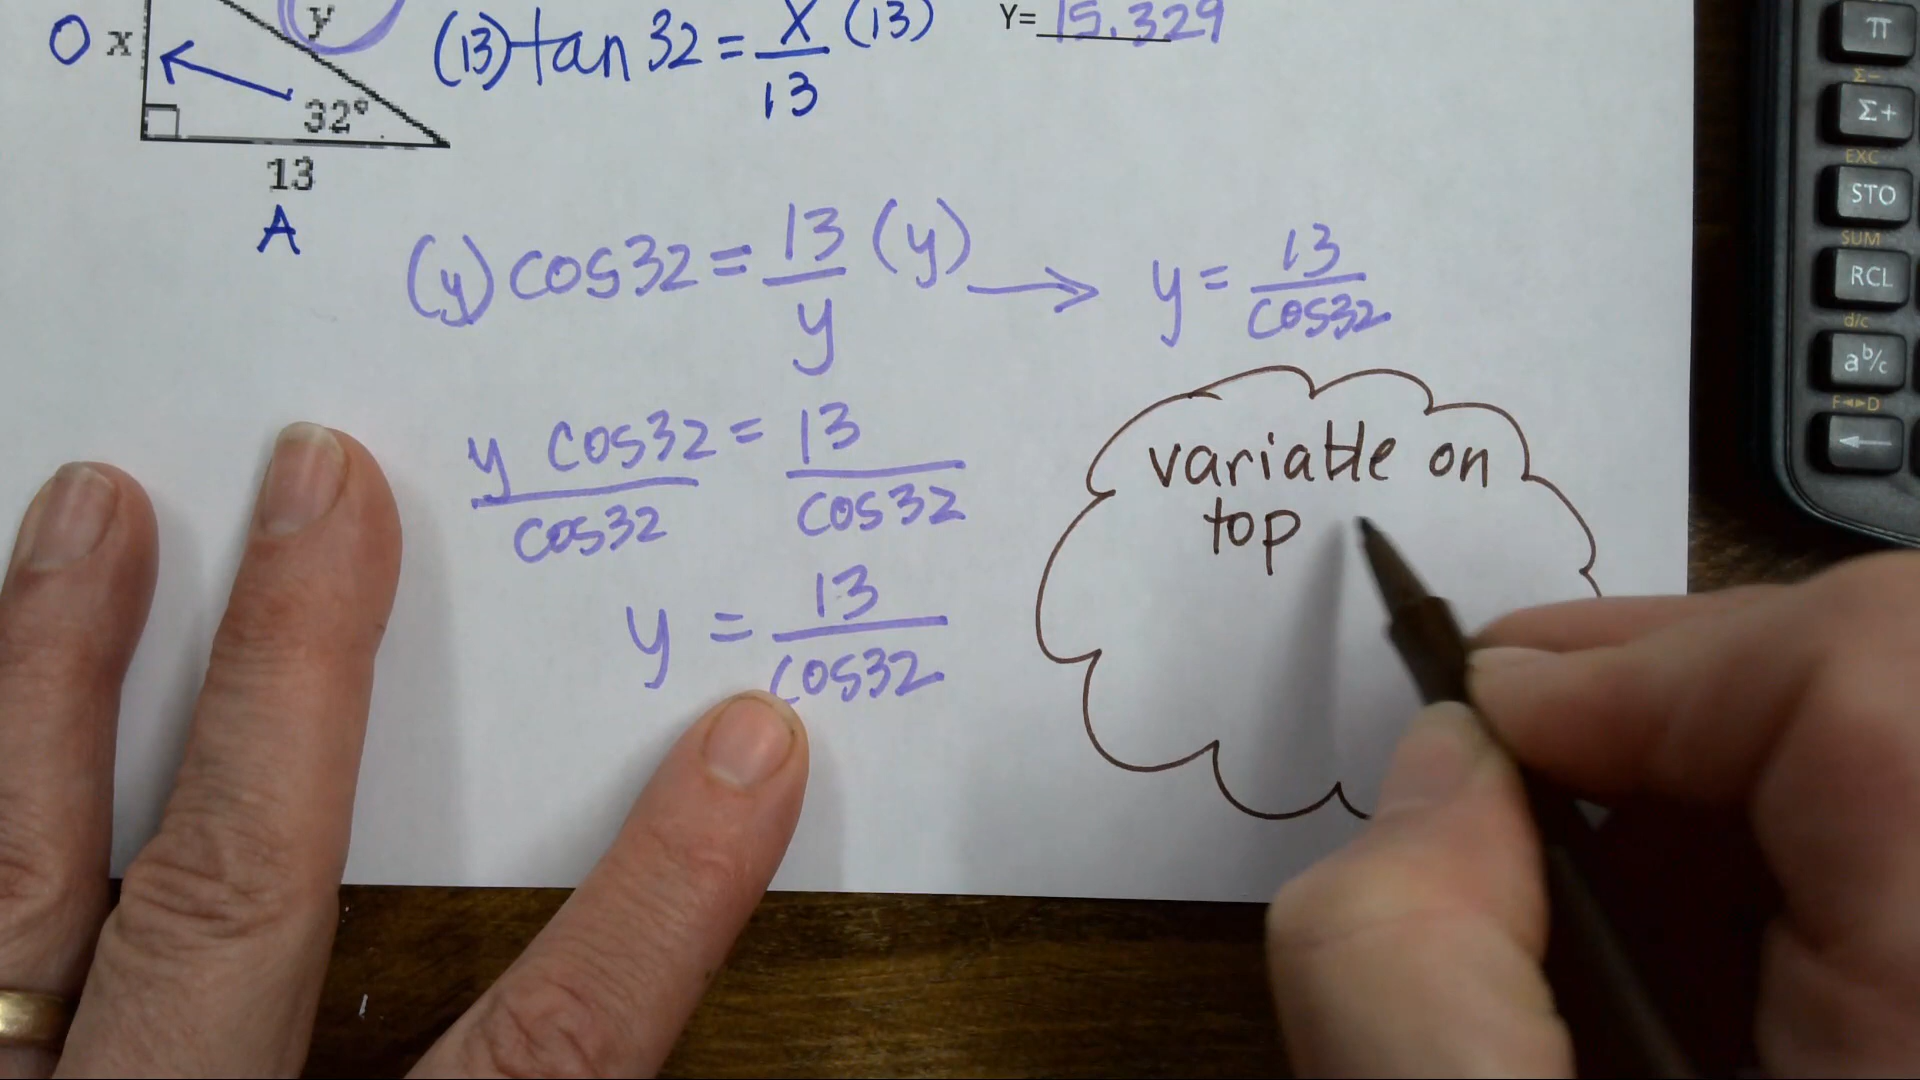 O x y (13) tan 32 = x/13 (13) Y= 15.329
32°
13
A
(y) cos32 = 13/y (y) → y = 13/cos32
y cos32/cos32 = 13/cos32
y = 13/cos32
variable on
top
π
Σ-
Σ+
EXC
STO
SUM
RCL
d/c
a b/c
F◄►D
←